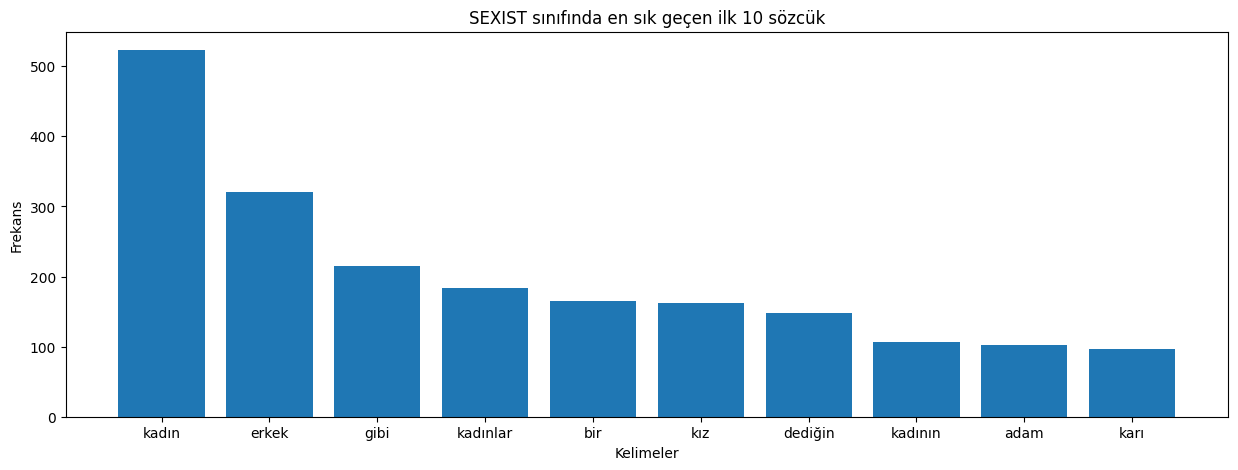 SEXIST sınıfında en sık geçen ilk 10 sözcük
500
400
300
200
100
0
Frekans
kadın erkek gibi kadınlar bir kız dediğin kadının adam karı
Kelimeler